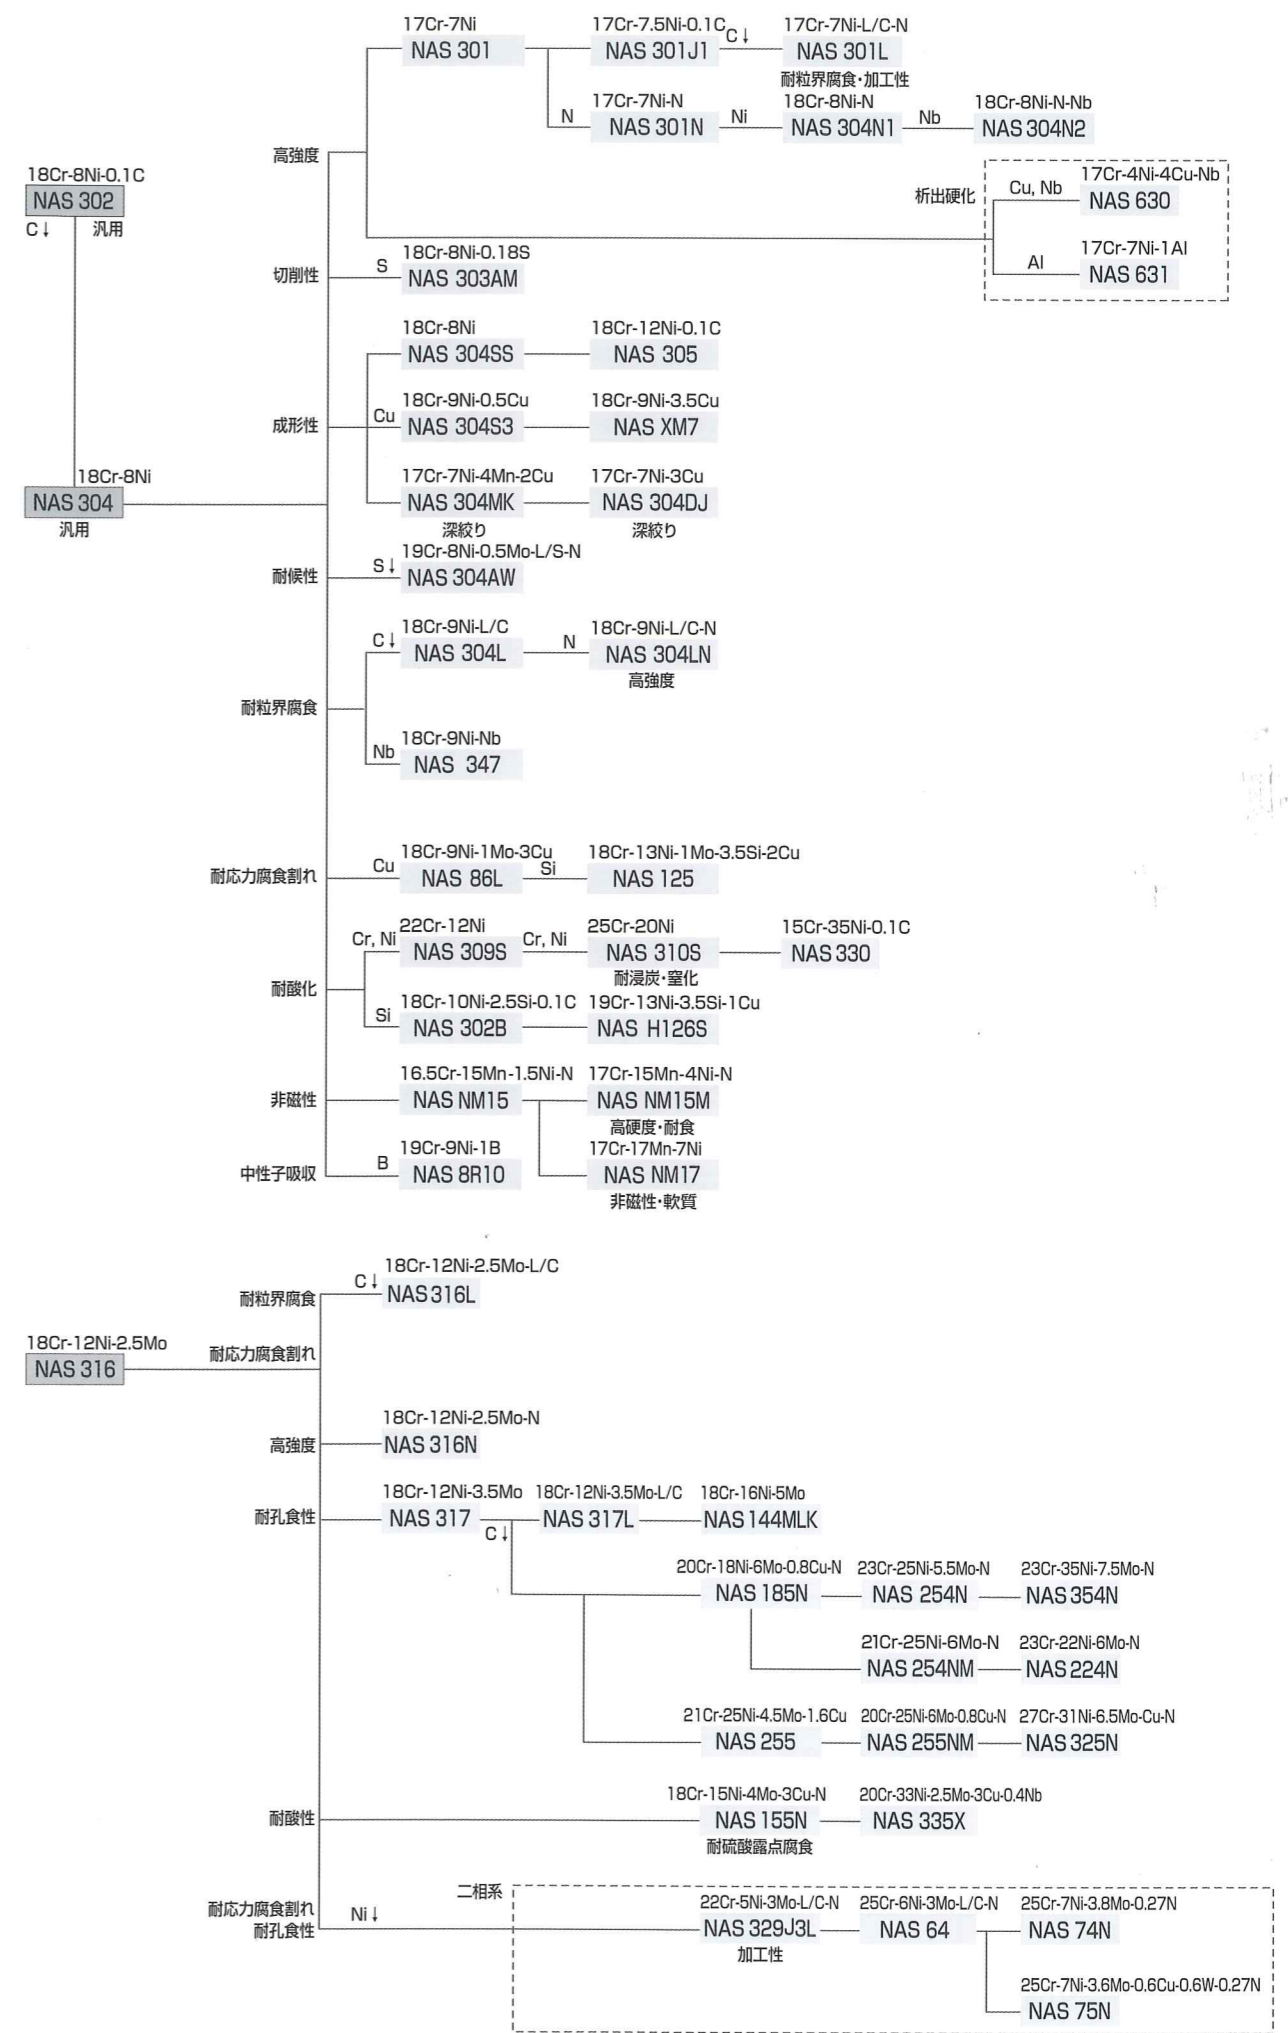 17Cr-7Ni
NAS 301
17Cr-7.5Ni-0.1C
NAS 301J1
C↓
17Cr-7Ni-L/C-N
NAS 301L
耐粒界腐食・加工性
N
17Cr-7Ni-N
NAS 301N
Ni
18Cr-8Ni-N
NAS 304N1
Nb
18Cr-8Ni-N-Nb
NAS 304N2
高強度
18Cr-8Ni-0.1C
NAS 302
C↓ 汎用
析出硬化
Cu, Nb
17Cr-4Ni-4Cu-Nb
NAS 630
Al
17Cr-7Ni-1Al
NAS 631
切削性
S
18Cr-8Ni-0.18S
NAS 303AM
18Cr-8Ni
NAS 304SS
18Cr-12Ni-0.1C
NAS 305
成形性
Cu
18Cr-9Ni-0.5Cu
NAS 304S3
18Cr-9Ni-3.5Cu
NAS XM7
17Cr-7Ni-4Mn-2Cu
NAS 304MK
深絞り
17Cr-7Ni-3Cu
NAS 304DJ
深絞り
18Cr-8Ni
NAS 304
汎用
耐候性
S↓
19Cr-8Ni-0.5Mo-L/S-N
NAS 304AW
C↓
18Cr-9Ni-L/C
NAS 304L
N
18Cr-9Ni-L/C-N
NAS 304LN
高強度
耐粒界腐食
Nb
18Cr-9Ni-Nb
NAS 347
耐応力腐食割れ
Cu
18Cr-9Ni-1Mo-3Cu
NAS 86L
Si
18Cr-13Ni-1Mo-3.5Si-2Cu
NAS 125
Cr, Ni
22Cr-12Ni
NAS 309S
Cr, Ni
25Cr-20Ni
NAS 310S
耐浸炭・窒化
15Cr-35Ni-0.1C
NAS 330
耐酸化
Si
18Cr-10Ni-2.5Si-0.1C
NAS 302B
19Cr-13Ni-3.5Si-1Cu
NAS H126S
非磁性
16.5Cr-15Mn-1.5Ni-N
NAS NM15
17Cr-15Mn-4Ni-N
NAS NM15M
高硬度・耐食
17Cr-17Mn-7Ni
NAS NM17
非磁性・軟質
中性子吸収
B
19Cr-9Ni-1B
NAS 8R10
耐粒界腐食
C↓
18Cr-12Ni-2.5Mo-L/C
NAS 316L
18Cr-12Ni-2.5Mo
NAS 316
耐応力腐食割れ
高強度
18Cr-12Ni-2.5Mo-N
NAS 316N
耐孔食性
18Cr-12Ni-3.5Mo
NAS 317
C↓
18Cr-12Ni-3.5Mo-L/C
NAS 317L
18Cr-16Ni-5Mo
NAS 144MLK
20Cr-18Ni-6Mo-0.8Cu-N
NAS 185N
23Cr-25Ni-5.5Mo-N
NAS 254N
23Cr-35Ni-7.5Mo-N
NAS 354N
21Cr-25Ni-6Mo-N
NAS 254NM
23Cr-22Ni-6Mo-N
NAS 224N
21Cr-25Ni-4.5Mo-1.6Cu
NAS 255
20Cr-25Ni-6Mo-0.8Cu-N
NAS 255NM
27Cr-31Ni-6.5Mo-Cu-N
NAS 325N
耐酸性
18Cr-15Ni-4Mo-3Cu-N
NAS 155N
耐硫酸露点腐食
20Cr-33Ni-2.5Mo-3Cu-0.4Nb
NAS 335X
二相系
耐応力腐食割れ
耐孔食性
Ni↓
22Cr-5Ni-3Mo-L/C-N
NAS 329J3L
加工性
25Cr-6Ni-3Mo-L/C-N
NAS 64
25Cr-7Ni-3.8Mo-0.27N
NAS 74N
25Cr-7Ni-3.6Mo-0.6Cu-0.6W-0.27N
NAS 75N